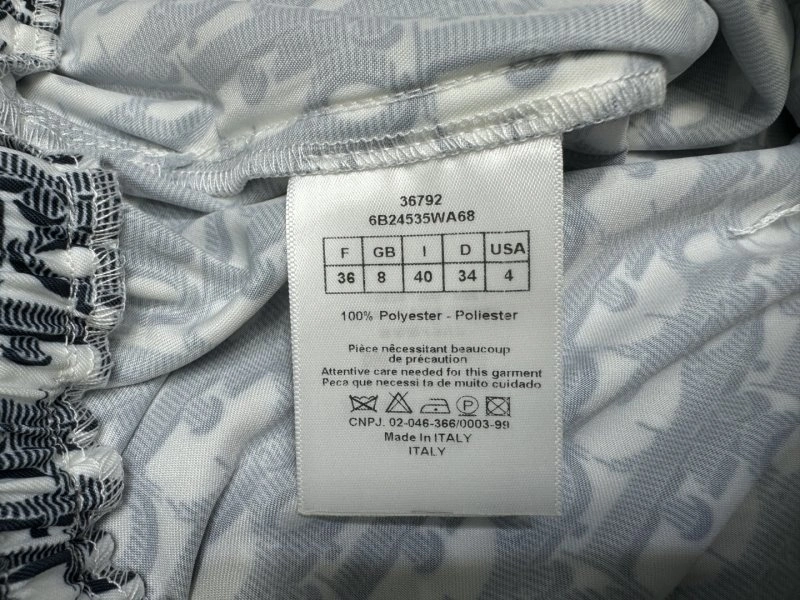 36792
6B24535WA68
F GB I D USA
36 8 40 34 4
100% Polyester - Poliester
Pièce nêcessitant beaucoup
de précaution
Attentive care needed for this garment
Peca que necessi ta de muito cuidado
P
CNPJ. 02-046-366/0003-99
Made In ITALY
ITALY